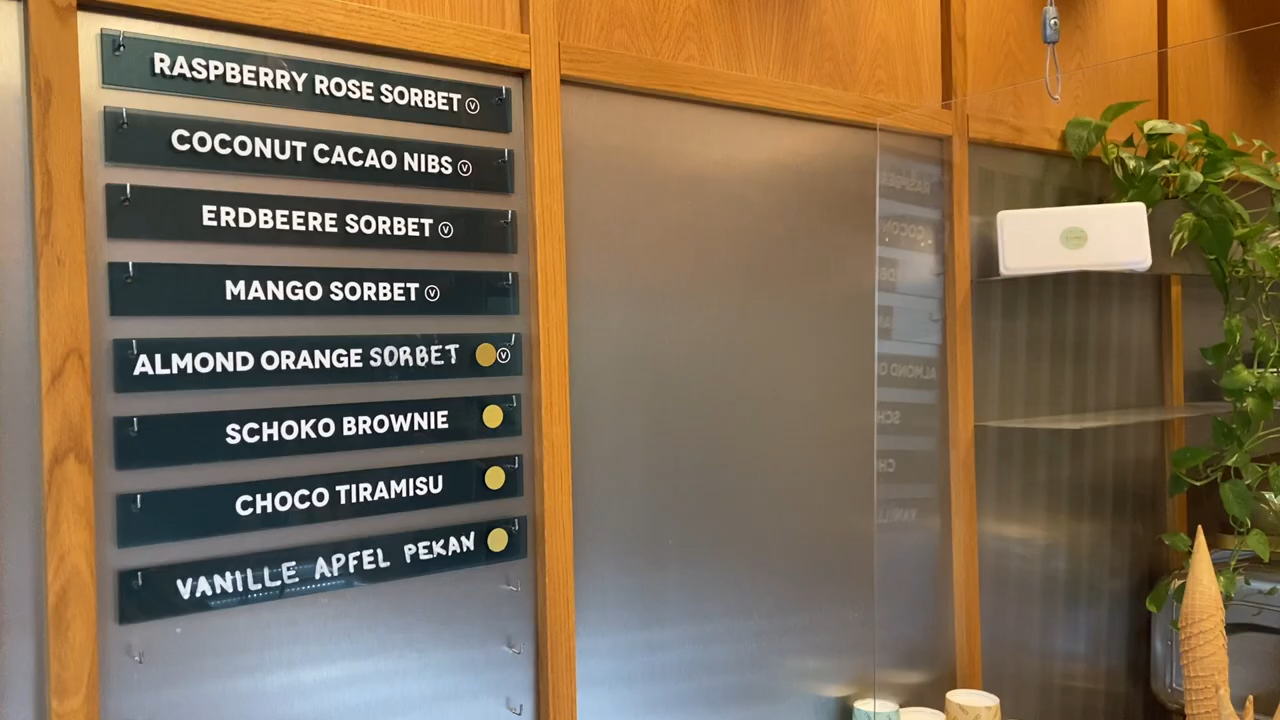 RASPBERRY ROSE SORBET Ⓥ
COCONUT CACAO NIBS Ⓥ
ERDBEERE SORBET Ⓥ
MANGO SORBET Ⓥ
ALMOND ORANGE SORBET Ⓥ
SCHOKO BROWNIE
CHOCO TIRAMISU
VANILLE APFEL PEKAN